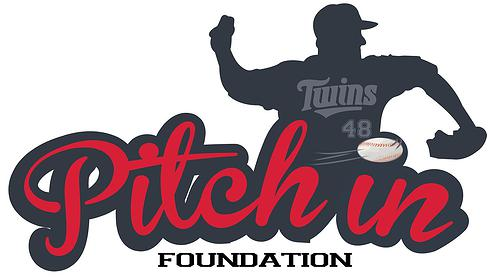 Twins
48
Pitch in
FOUNDATION